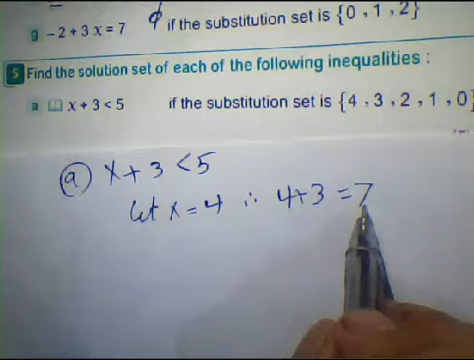 g -2 + 3 x = 7 ϕ if the substitution set is {0 , 1 , 2}
5 Find the solution set of each of the following inequalities :
a x + 3 < 5 if the substitution set is {4 , 3 , 2 , 1 , 0}
(a) x + 3 < 5
let x = 4 ∴ 4+3 = 7